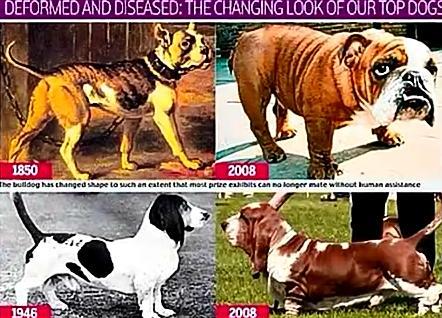 DEFORMED AND DISEASED: THE CHANGING LOOK OF OUR TOP DOGS
1850
2008
The bulldog has changed shape to such an extent that most prize exhibits can no longer mate without human assistance
1946
2008